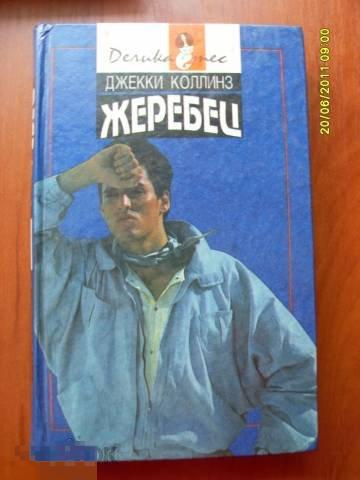 Деликатес
ДЖЕККИ КОЛЛИНЗ
ЖЕРЕБЕЦ
20/06/2011 09:00